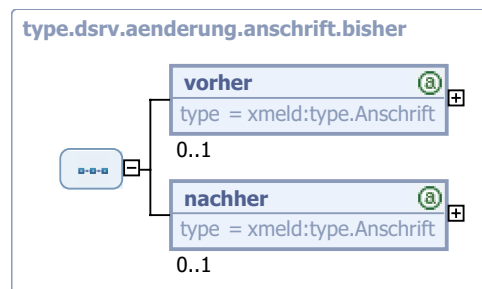 type.dsrv.aenderung.anschrift.bisher
vorher
type = xmeld:type.Anschrift
0..1
nachher
type = xmeld:type.Anschrift
0..1